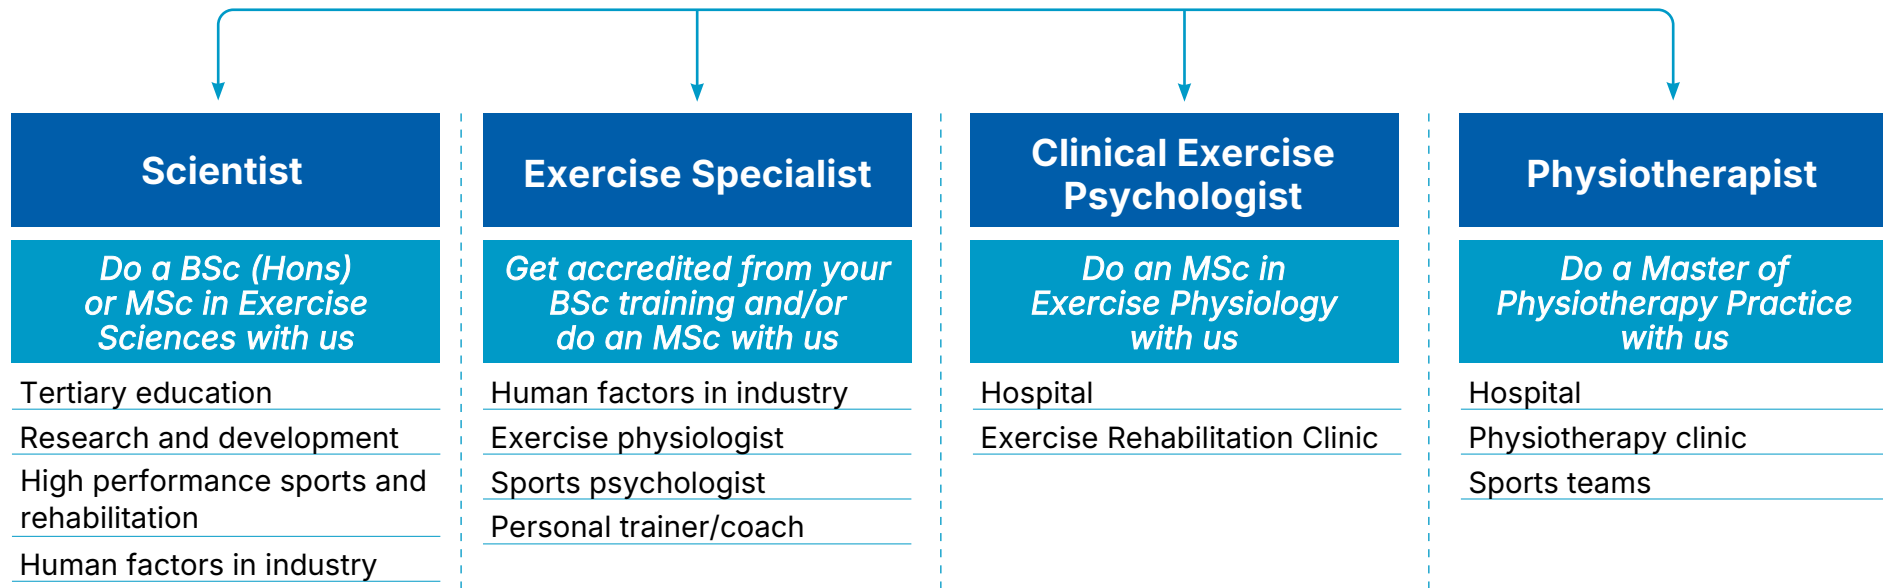 Scientist
Do a BSc (Hons)
or MSc in Exercise
Sciences with us
Tertiary education
Research and development
High performance sports and
rehabilitation
Human factors in industry
Exercise Specialist
Get accredited from your
BSc training and/or
do an MSc with us
Human factors in industry
Exercise physiologist
Sports psychologist
Personal trainer/coach
Clinical Exercise
Psychologist
Do an MSc in
Exercise Physiology
with us
Hospital
Exercise Rehabilitation Clinic
Physiotherapist
Do a Master of
Physiotherapy Practice
with us
Hospital
Physiotherapy clinic
Sports teams